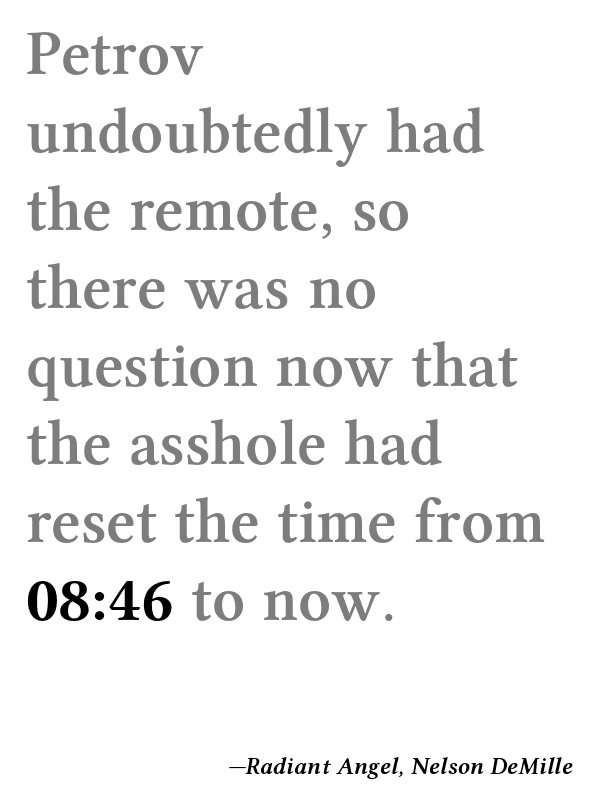 Petrov
undoubtedly had
the remote, so
there was no
question now that
the asshole had
reset the time from
08:46 to now.
—Radiant Angel, Nelson DeMille